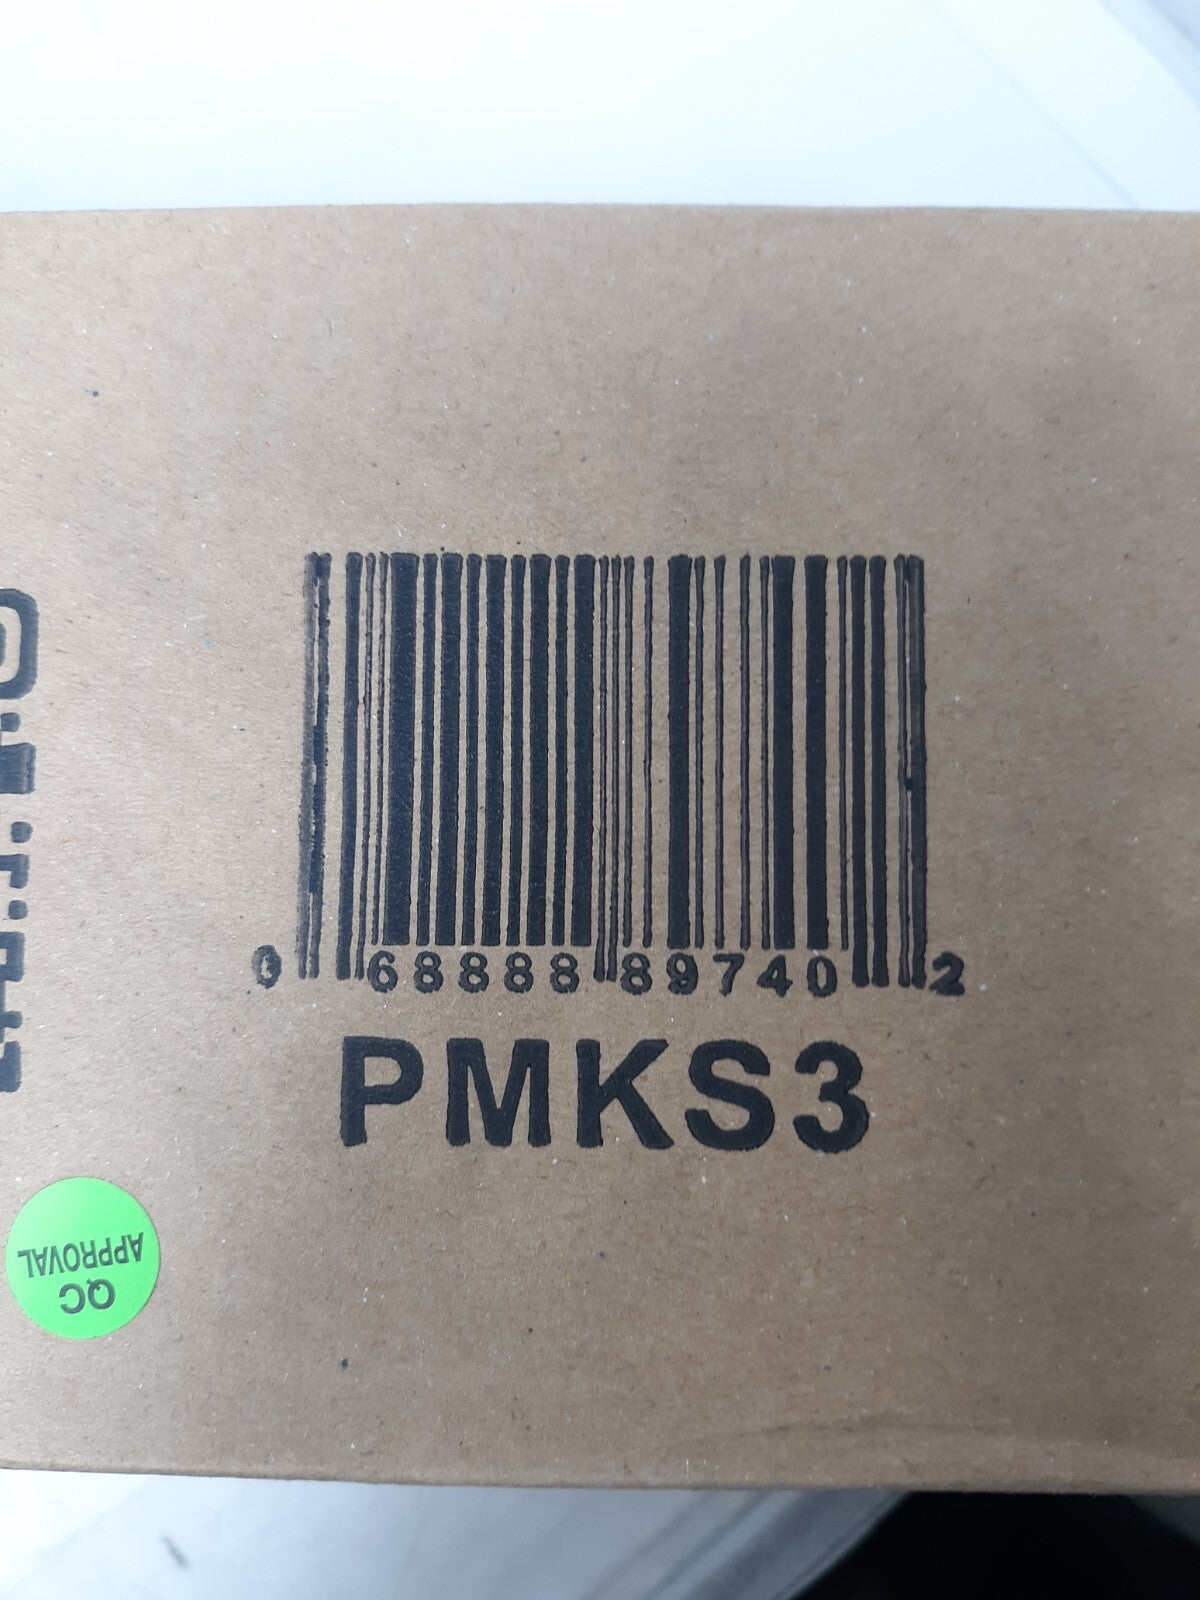 0 68888 89740 2
PMKS3
QC
APPROVAL